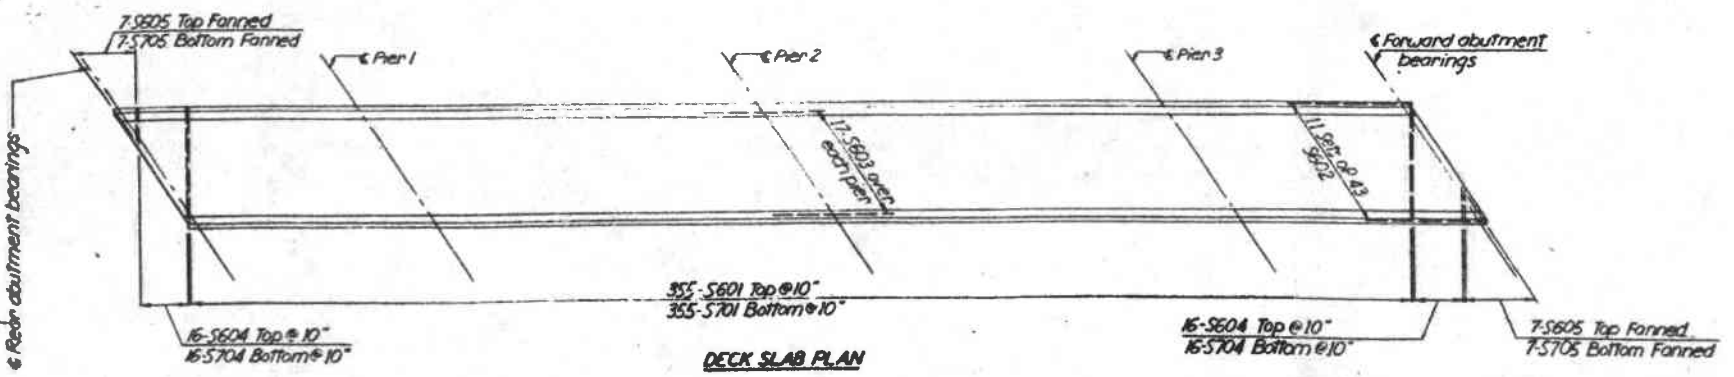 7-S605 Top Fanned
7-S705 Bottom Fanned
℄ Pier 1
℄ Pier 2
℄ Pier 3
℄ Forward abutment
bearings
℄ Rear abutment bearings
17-S603 over
each pier
11 Set of 43
S602
355-S601 Top @ 10"
355-S701 Bottom @ 10"
16-S604 Top @ 10"
16-S704 Bottom @ 10"
16-S604 Top @ 10"
16-S704 Bottom @ 10"
7-S605 Top Fanned
7-S705 Bottom Fanned
DECK SLAB PLAN